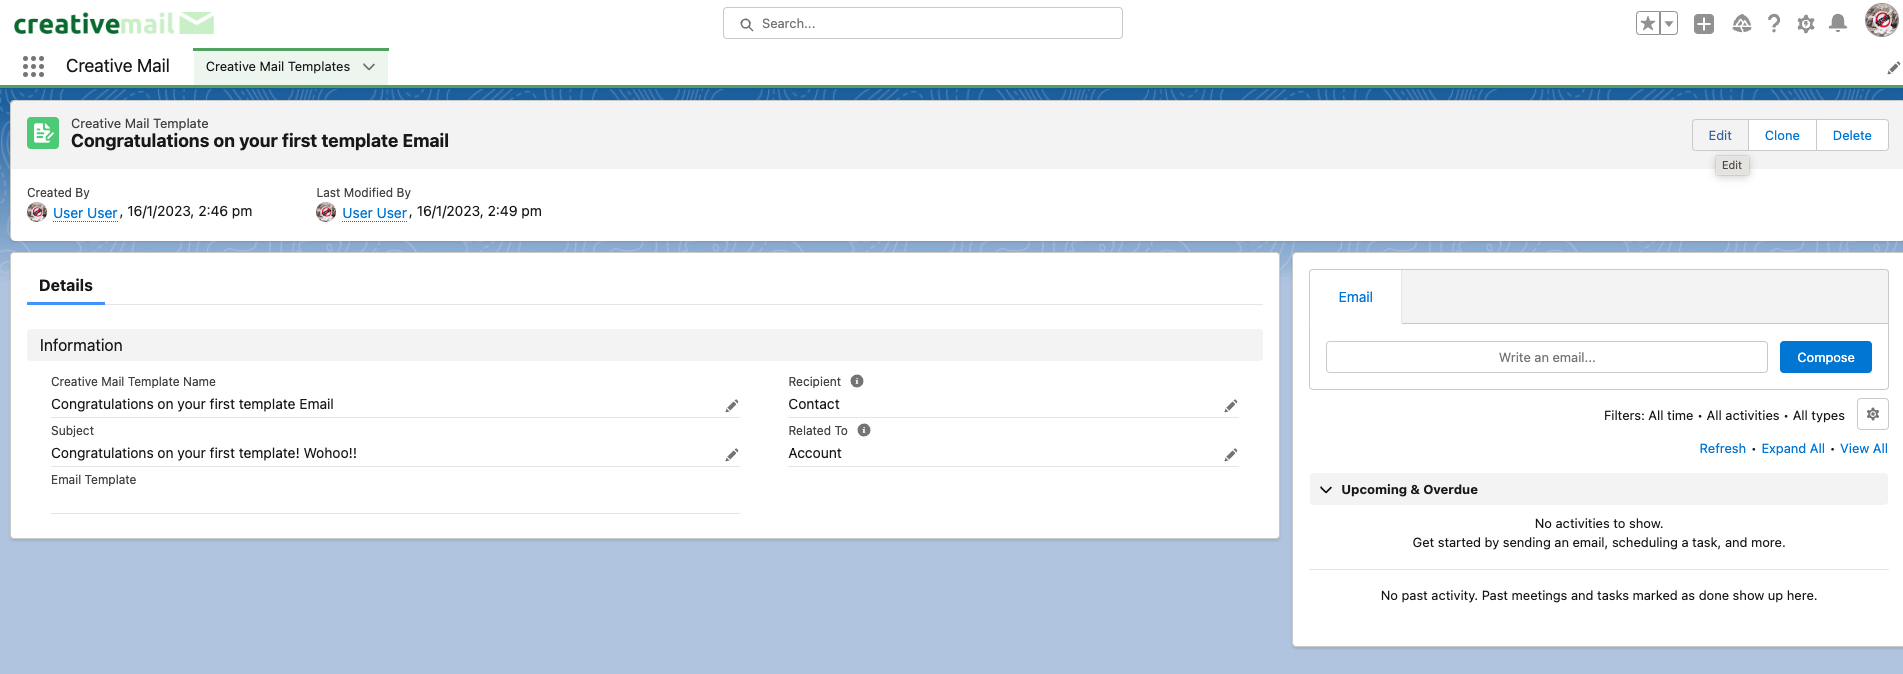 creativemail
Search...
Creative Mail
Creative Mail Templates
Creative Mail Template
Congratulations on your first template Email
Edit
Clone
Delete
Edit
Created By
User User, 16/1/2023, 2:46 pm
Last Modified By
User User, 16/1/2023, 2:49 pm
Details
Information
Creative Mail Template Name
Congratulations on your first template Email
Subject
Congratulations on your first template! Wohoo!!
Email Template
Recipient
Contact
Related To
Account
Email
Write an email...
Compose
Filters: All time • All activities • All types
Refresh • Expand All • View All
Upcoming & Overdue
No activities to show.
Get started by sending an email, scheduling a task, and more.
No past activity. Past meetings and tasks marked as done show up here.